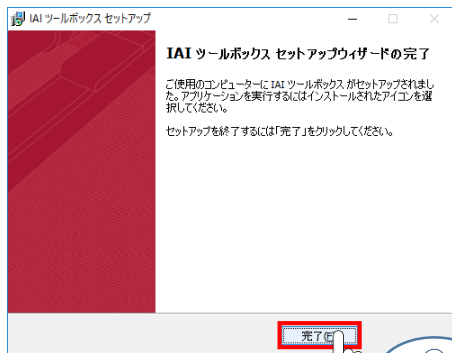 IAI ツールボックス セットアップ
IAI ツールボックス セットアップウィザードの完了
ご使用のコンピューターに IAI ツールボックス がセットアップされまし
た。アプリケーションを実行するにはインストールされたアイコンを選
択してください。
セットアップを終了するには「完了」をクリックしてください。
完了(F)